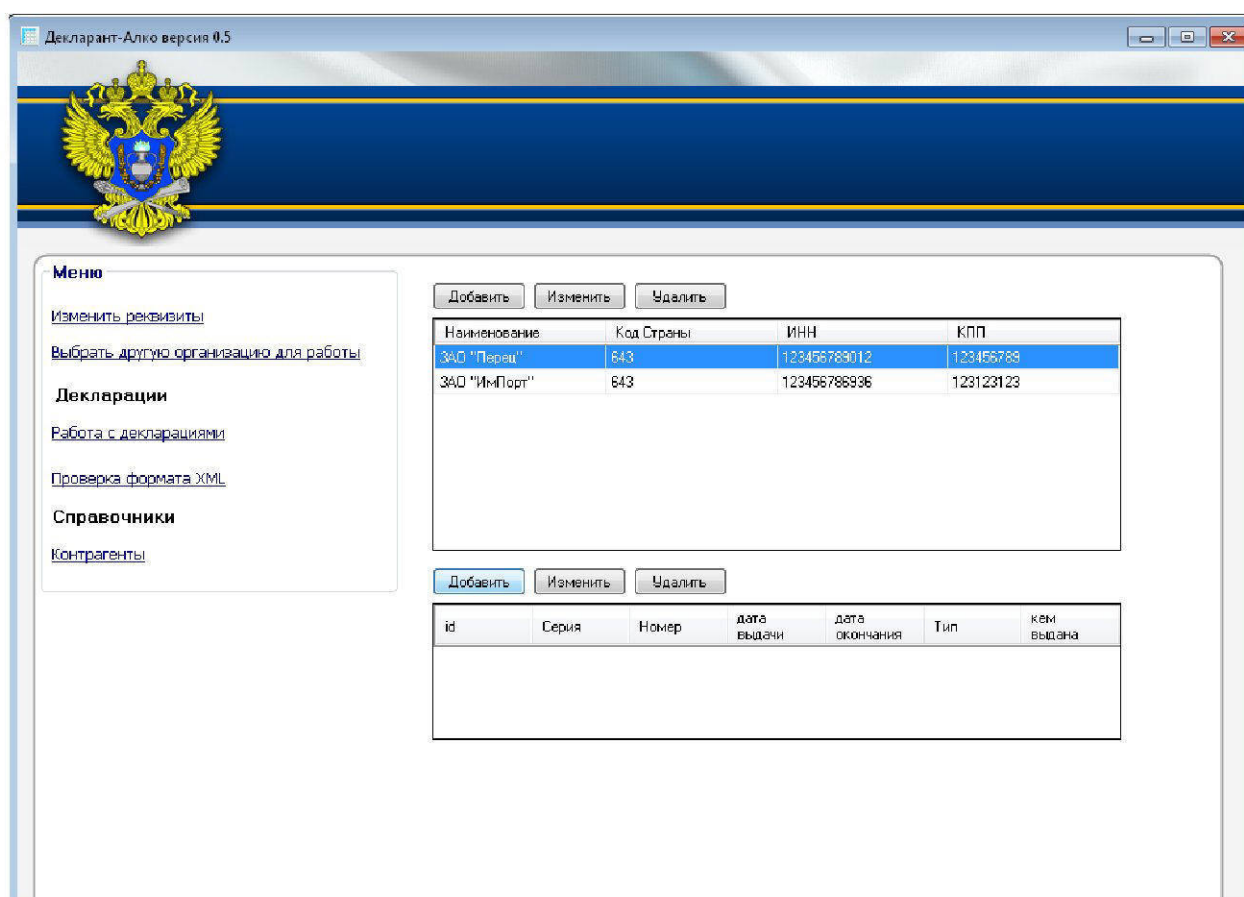 Декларант-Алко версия 0.5
Меню
Изменить реквизиты
Выбрать другую организацию для работы
Декларации
Работа с декларациями
Проверка формата XML
Справочники
Контрагенты
Добавить Изменить Удалить
Наименование Код Страны ИНН КПП
ЗАО "Перец" 643 123456789012 123456789
ЗАО "ИмПорт" 643 123456786936 123123123
Добавить Изменить Удалить
id Серия Номер дата выдачи дата окончания Тип кем выдана